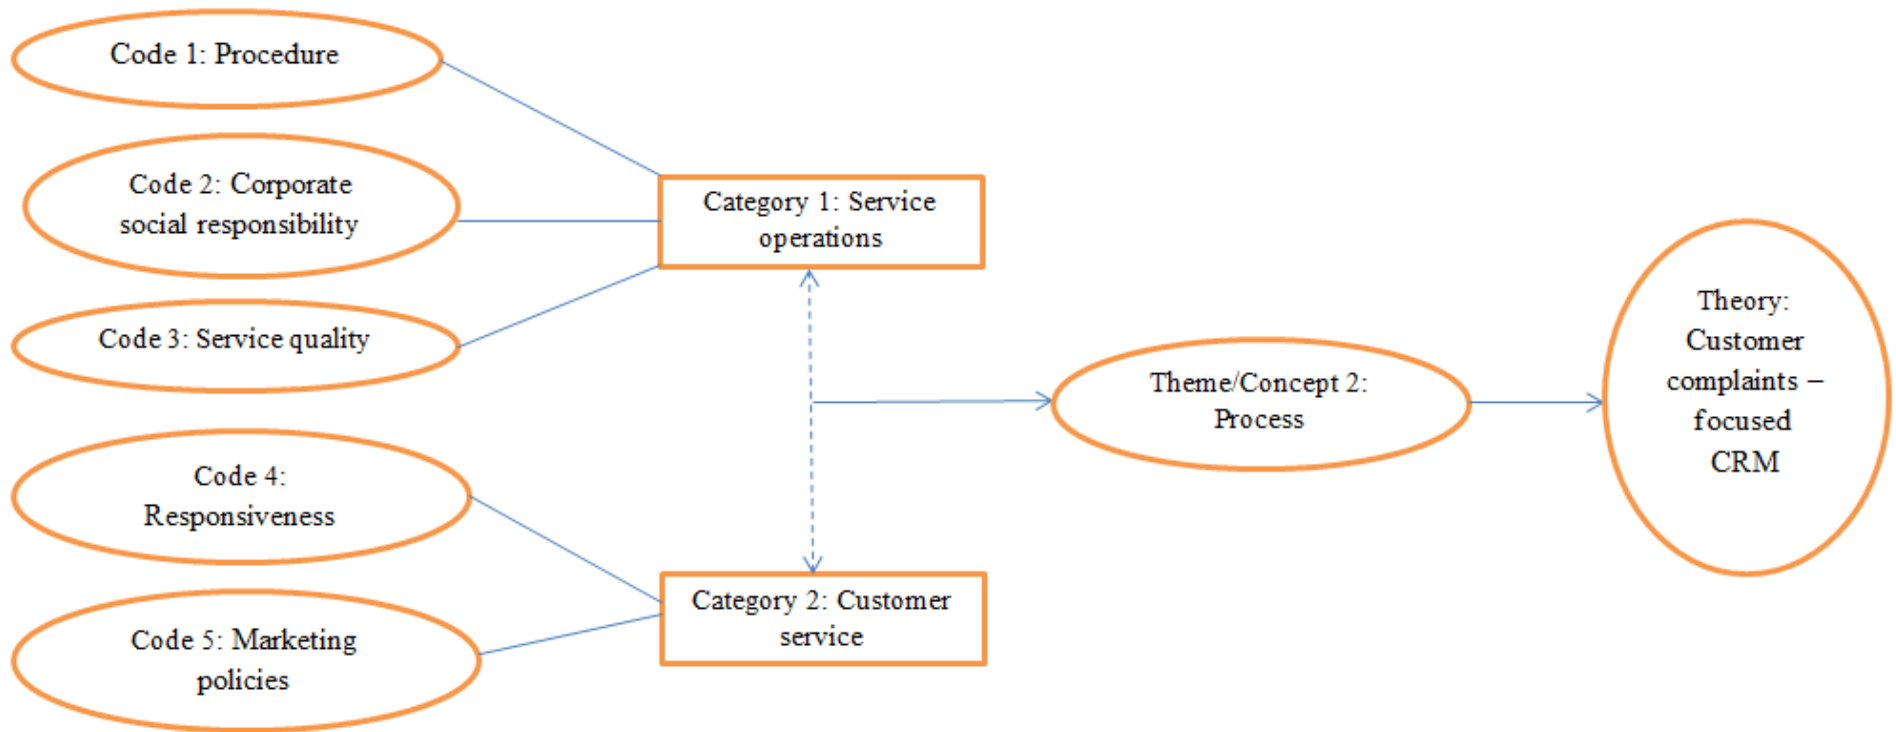 Code 1: Procedure
Code 2: Corporate
social responsibility
Code 3: Service quality
Code 4:
Responsiveness
Code 5: Marketing
policies
Category 1: Service
operations
Category 2: Customer
service
Theme/Concept 2:
Process
Theory:
Customer
complaints –
focused
CRM